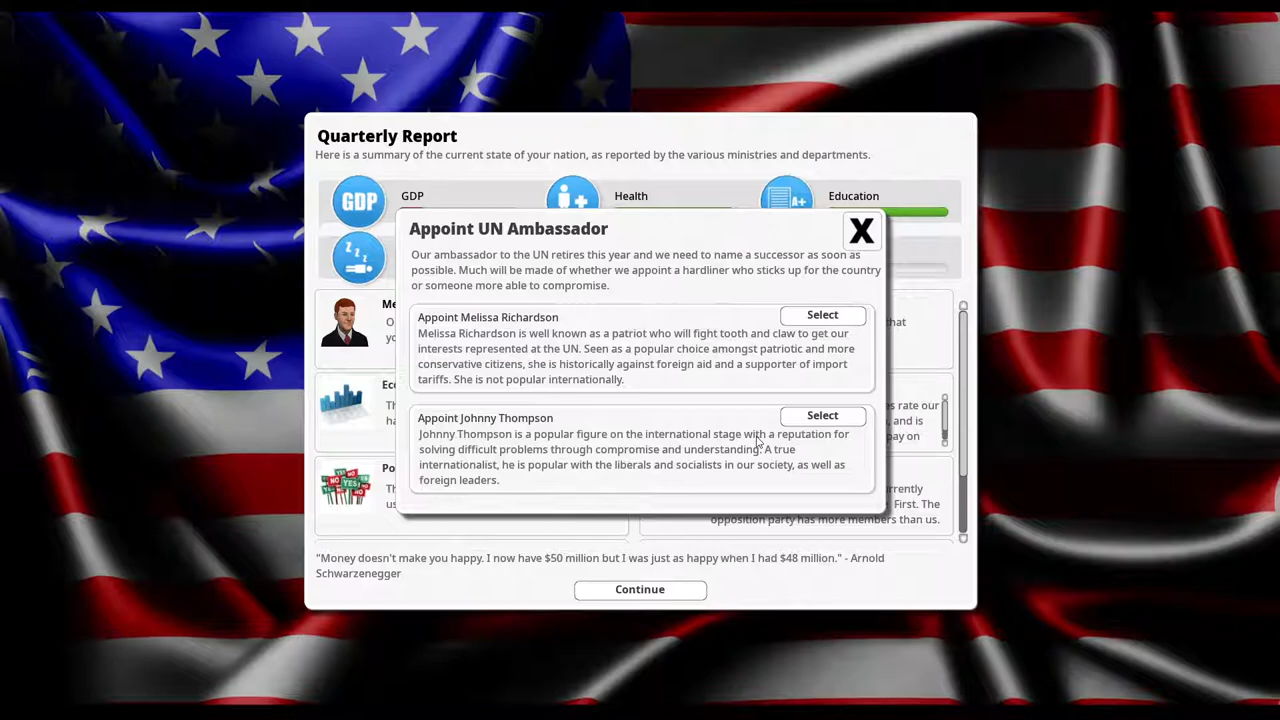 Quarterly Report
Here is a summary of the current state of your nation, as reported by the various ministries and departments.
GDP
GDP
Health
Education
A+
Appoint UN Ambassador
X
Our ambassador to the UN retires this year and we need to name a successor as soon as
possible. Much will be made of whether we appoint a hardliner who sticks up for the country
or someone more able to compromise.
Appoint Melissa Richardson
Select
Melissa Richardson is well known as a patriot who will fight tooth and claw to get our
interests represented at the UN. Seen as a popular choice amongst patriotic and more
conservative citizens, she is historically against foreign aid and a supporter of import
tariffs. She is not popular internationally.
Appoint Johnny Thompson
Select
Johnny Thompson is a popular figure on the international stage with a reputation for
solving difficult problems through compromise and understanding. A true
internationalist, he is popular with the liberals and socialists in our society, as well as
foreign leaders.
that
rate our
and is
pay on
NO YES! NO
First. The
opposition party has more members than us.
"Money doesn't make you happy. I now have $50 million but I was just as happy when I had $48 million." - Arnold
Schwarzenegger
Continue